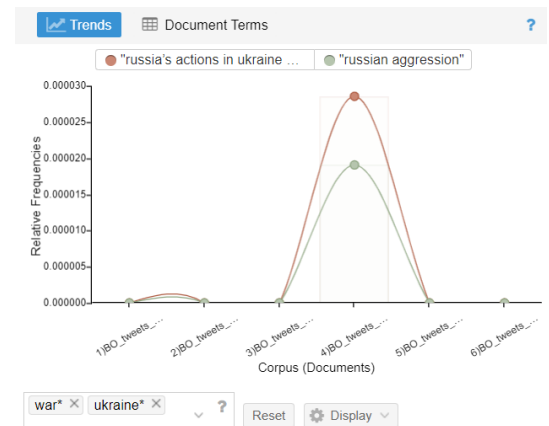 Trends Document Terms ?
"russia's actions in ukraine ... "russian aggression"
0.000030
0.000025
0.000020
0.000015
0.000010
0.000005
0.000000
Relative Frequencies
1)BO_tweets_... 2)BO_tweets_... 3)BO_tweets_... 4)BO_tweets_... 5)BO_tweets_... 6)BO_tweets_...
Corpus (Documents)
war* × ukraine* × ? Reset Display